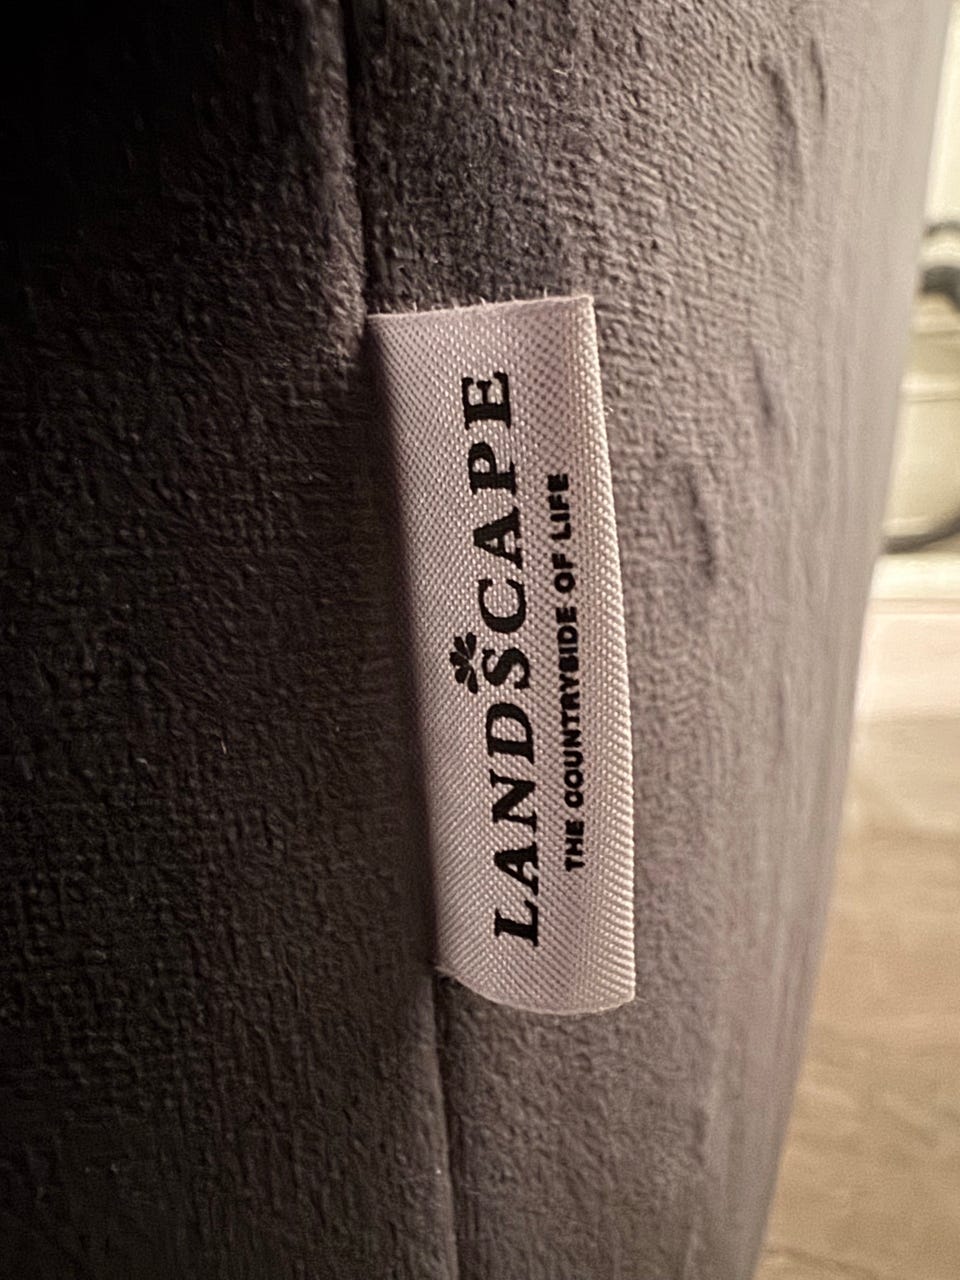 LANDSCAPE
THE COUNTRYSIDE OF LIFE